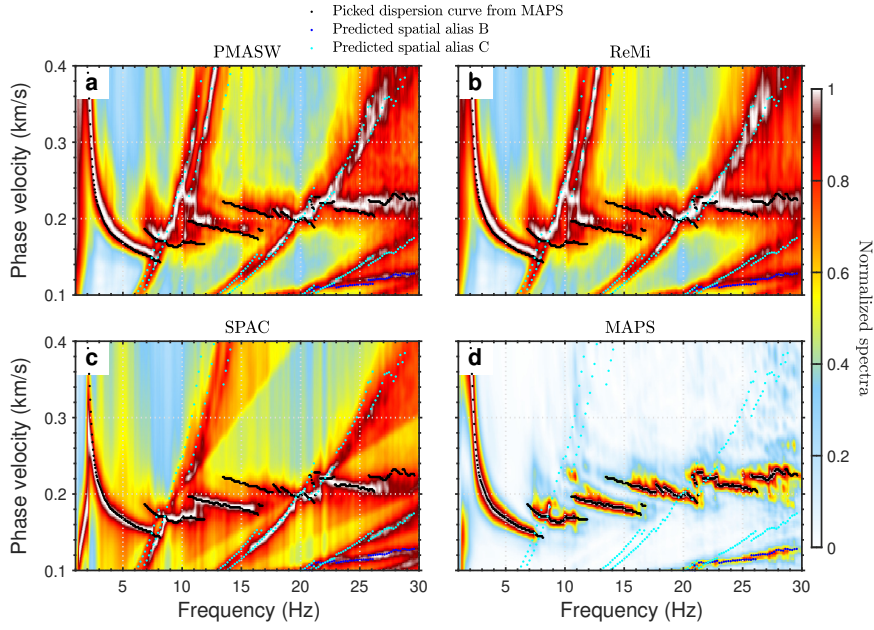 Picked dispersion curve from MAPS
Predicted spatial alias B
Predicted spatial alias C
PMASW
ReMi
a
b
0.4
0.3
0.2
0.1
Phase velocity (km/s)
SPAC
MAPS
c
d
0.4
0.3
0.2
0.1
Phase velocity (km/s)
5 10 15 20 25 30
5 10 15 20 25 30
Frequency (Hz)
Frequency (Hz)
1
0.8
0.6
0.4
0.2
0
Normalized spectra